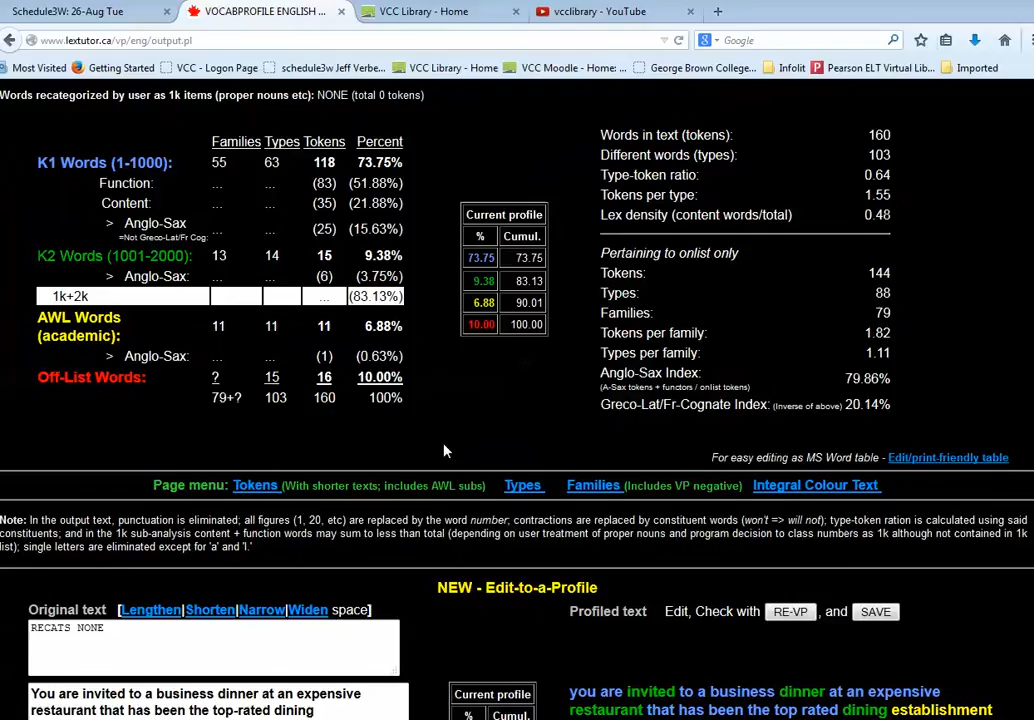 Schedule3W: 26-Aug Tue × VOCABPROFILE ENGLISH ... × VCC Library - Home × vcclibrary - YouTube × +
www.lextutor.ca/vp/eng/output.pl Google
Most Visited Getting Started VCC - Logon Page schedule3w Jeff Verbe... VCC Library - Home VCC Moodle - Home: ... George Brown College... Infolit Pearson ELT Virtual Lib... Imported
Words recategorized by user as 1k items (proper nouns etc): NONE (total 0 tokens)
Families Types Tokens Percent
K1 Words (1-1000): 55 63 118 73.75%
Function: ... ... (83) (51.88%)
Content: ... ... (35) (21.88%)
> Anglo-Sax ... ... (25) (15.63%)
=Not Greco-Lat/Fr Cog:
K2 Words (1001-2000): 13 14 15 9.38%
> Anglo-Sax: ... ... (6) (3.75%)
1k+2k ... (83.13%)
AWL Words
(academic): 11 11 11 6.88%
> Anglo-Sax: ... ... (1) (0.63%)
Off-List Words: ? 15 16 10.00%
79+? 103 160 100%
Current profile
% Cumul.
73.75 73.75
9.38 83.13
6.88 90.01
10.00 100.00
Words in text (tokens): 160
Different words (types): 103
Type-token ratio: 0.64
Tokens per type: 1.55
Lex density (content words/total) 0.48
Pertaining to onlist only
Tokens: 144
Types: 88
Families: 79
Tokens per family: 1.82
Types per family: 1.11
Anglo-Sax Index: 79.86%
(A-Sax tokens + functors / onlist tokens)
Greco-Lat/Fr-Cognate Index: (Inverse of above) 20.14%
For easy editing as MS Word table - Edit/print-friendly table
Page menu: Tokens (With shorter texts; includes AWL subs) Types Families (Includes VP negative) Integral Colour Text
Note: In the output text, punctuation is eliminated; all figures (1, 20, etc) are replaced by the word number; contractions are replaced by constituent words (won't => will not); type-token ration is calculated using said
constituents; and in the 1k sub-analysis content + function words may sum to less than total (depending on user treatment of proper nouns and program decision to class numbers as 1k although not contained in 1k
list); single letters are eliminated except for 'a' and 'I.'
NEW - Edit-to-a-Profile
Original text [Lengthen|Shorten|Narrow|Widen space]
Profiled text Edit, Check with RE-VP , and SAVE
RECATS NONE
You are invited to a business dinner at an expensive
restaurant that has been the top-rated dining
Current profile
% Cumul.
you are invited to a business dinner at an expensive
restaurant that has been the top rated dining establishment